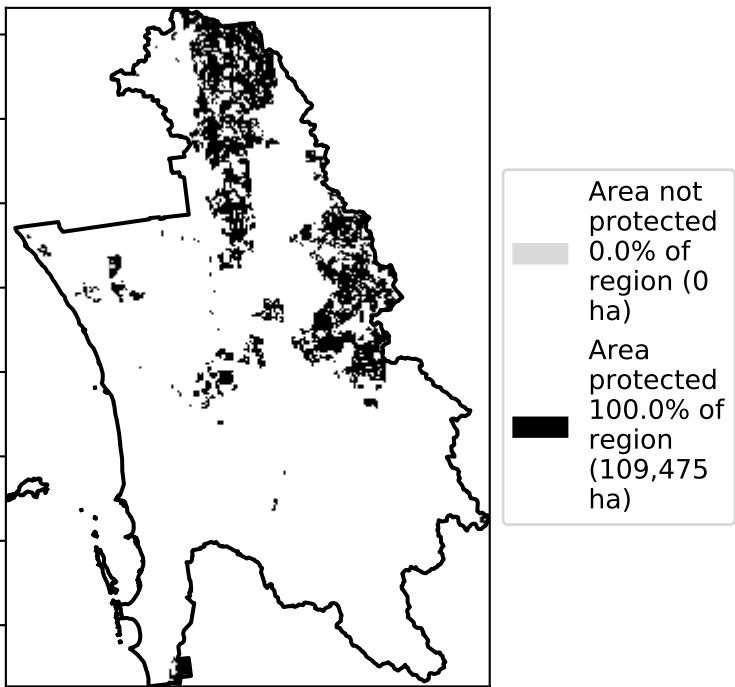 Area not
protected
0.0% of
region (0
ha)
Area
protected
100.0% of
region
(109,475
ha)